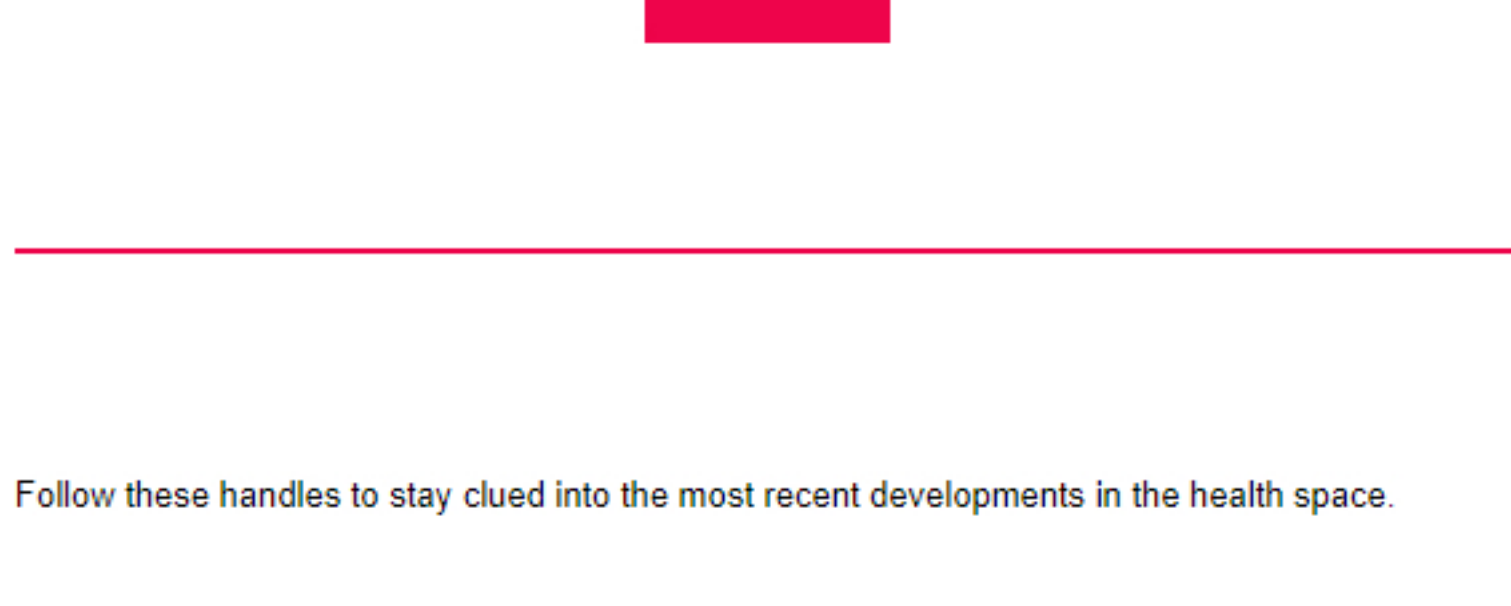 Follow these handles to stay clued into the most recent developments in the health space.